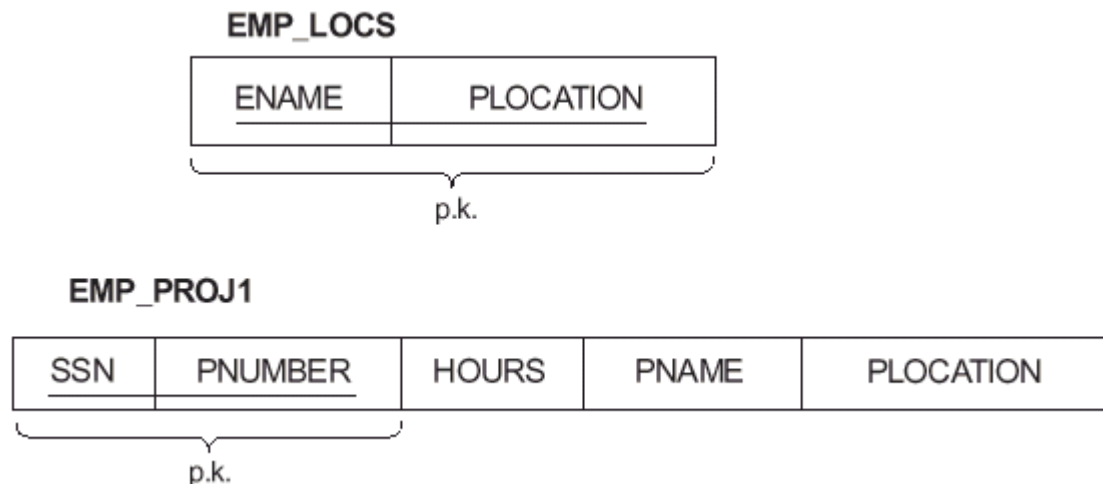 EMP_LOCS
ENAME PLOCATION
p.k.
EMP_PROJ1
SSN PNUMBER HOURS PNAME PLOCATION
p.k.